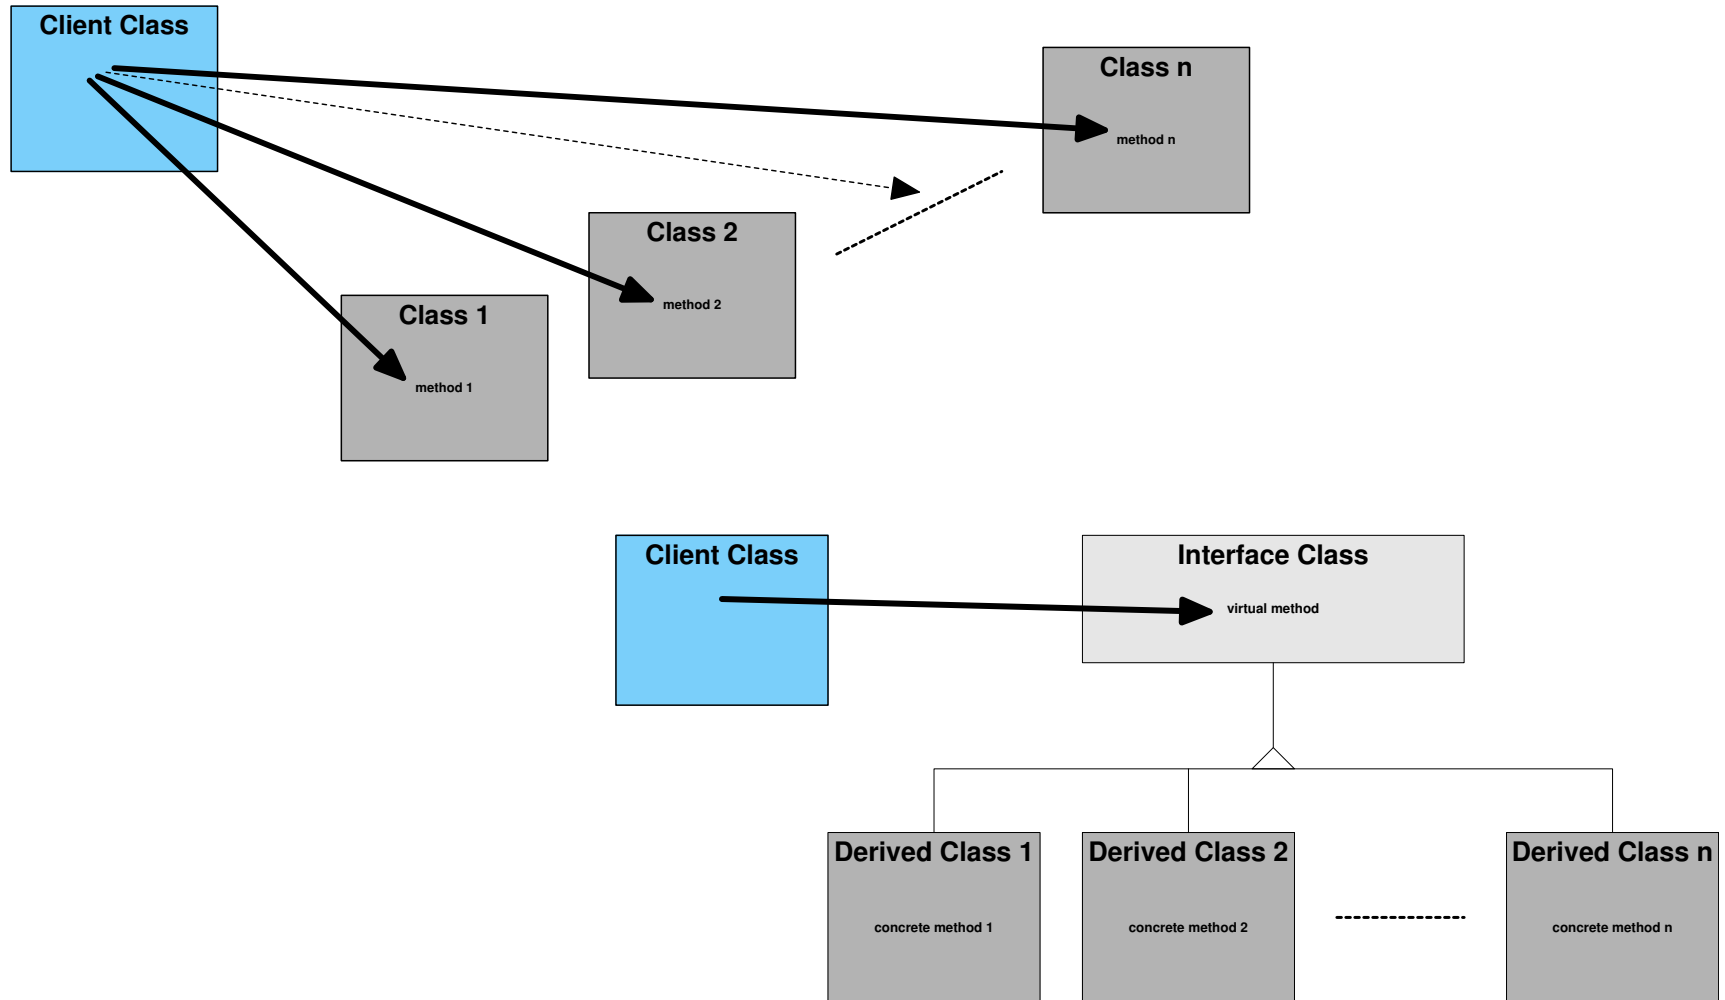 Client Class
Class n
method n
Class 2
method 2
Class 1
method 1
Client Class
Interface Class
virtual method
Derived Class 1
Derived Class 2
Derived Class n
concrete method 1
concrete method 2
concrete method n